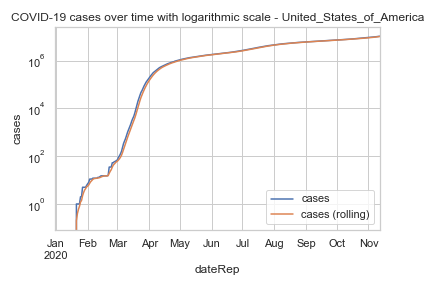 COVID-19 cases over time with logarithmic scale - United_States_of_America
10^6
10^4
10^2
10^0
cases
cases
cases (rolling)
Jan Feb Mar Apr May Jun Jul Aug Sep Oct Nov
2020
dateRep